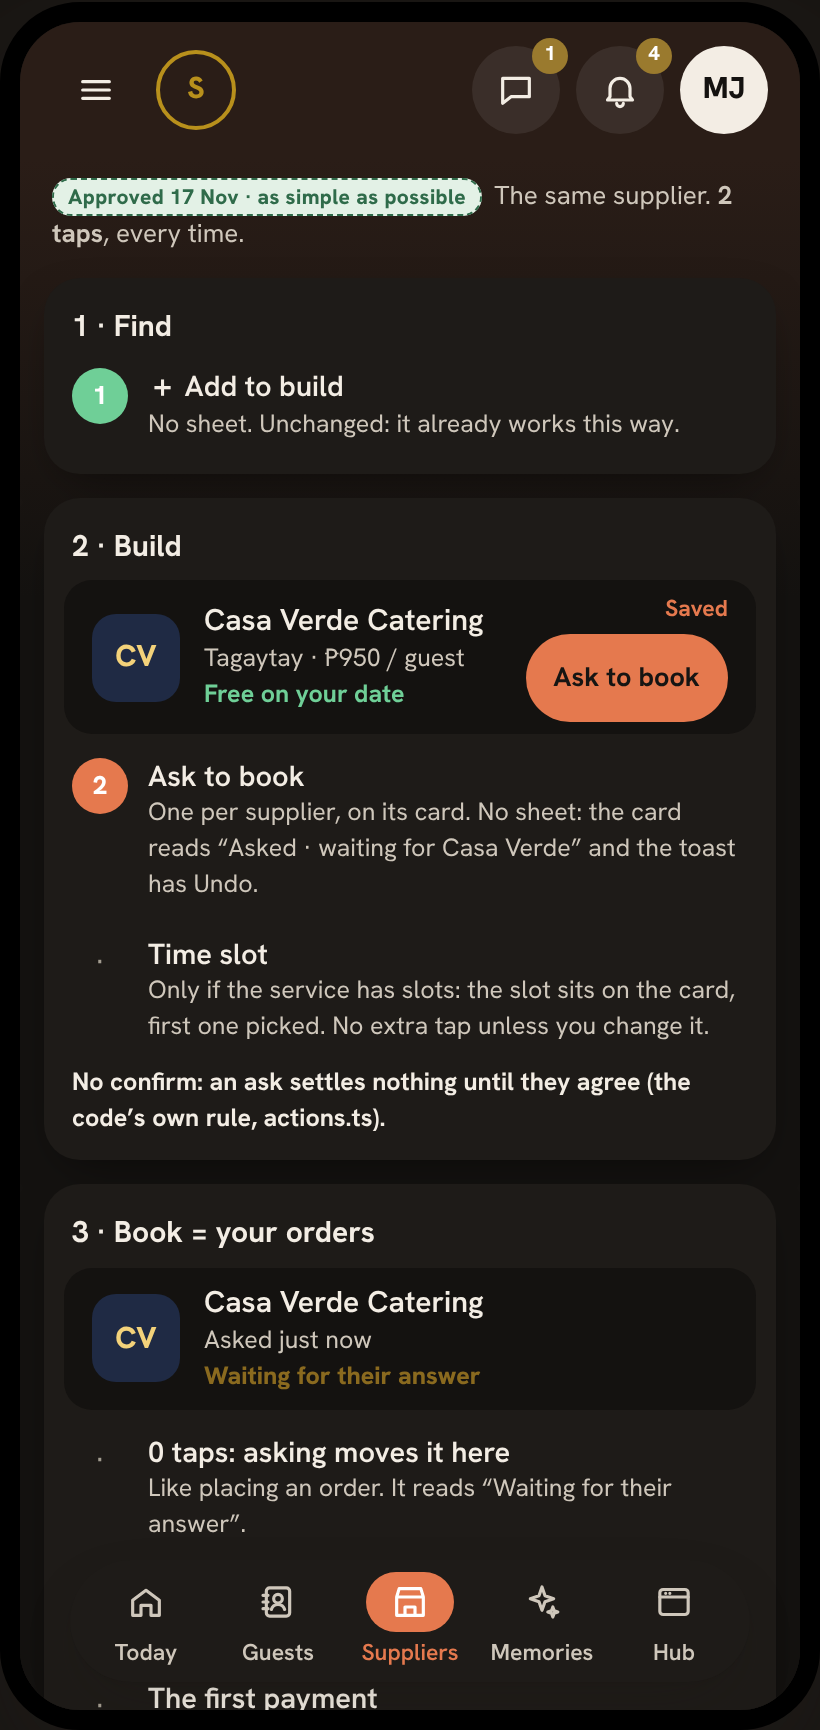 S
1
4
MJ
Approved 17 Nov · as simple as possible The same supplier. 2
taps, every time.
1 · Find
1
+ Add to build
No sheet. Unchanged: it already works this way.
2 · Build
CV
Casa Verde Catering
Tagaytay · ₱950 / guest
Free on your date
Saved
Ask to book
2
Ask to book
One per supplier, on its card. No sheet: the card
reads “Asked · waiting for Casa Verde” and the toast
has Undo.
· Time slot
Only if the service has slots: the slot sits on the card,
first one picked. No extra tap unless you change it.
No confirm: an ask settles nothing until they agree (the
code’s own rule, actions.ts).
3 · Book = your orders
CV
Casa Verde Catering
Asked just now
Waiting for their answer
· 0 taps: asking moves it here
Like placing an order. It reads “Waiting for their
answer”.
Today
Guests
Suppliers
Memories
Hub
· The first payment